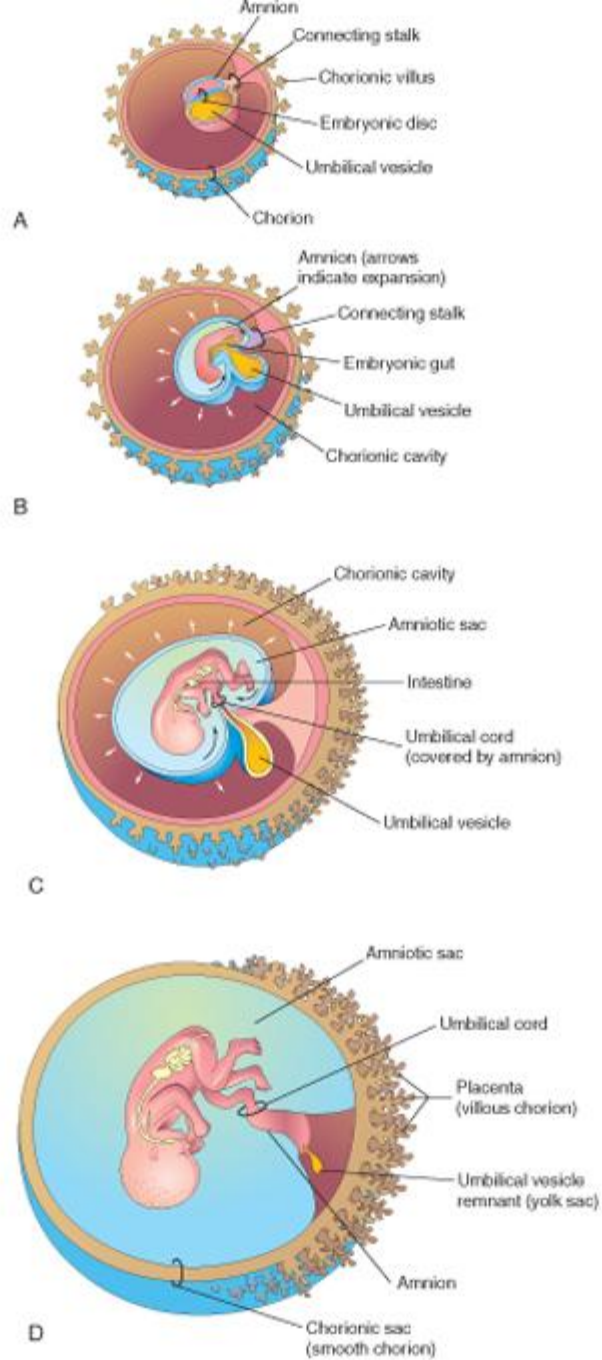 Amnion
Connecting stalk
Chorionic villus
Embryonic disc
Umbilical vesicle
Chorion
A
Amnion (arrows
indicate expansion)
Connecting stalk
Embryonic gut
Umbilical vesicle
Chorionic cavity
B
Chorionic cavity
Amniotic sac
Intestine
Umbilical cord
(covered by amnion)
Umbilical vesicle
C
Amniotic sac
Umbilical cord
Placenta
(villous chorion)
Umbilical vesicle
remnant (yolk sac)
Amnion
Chorionic sac
(smooth chorion)
D